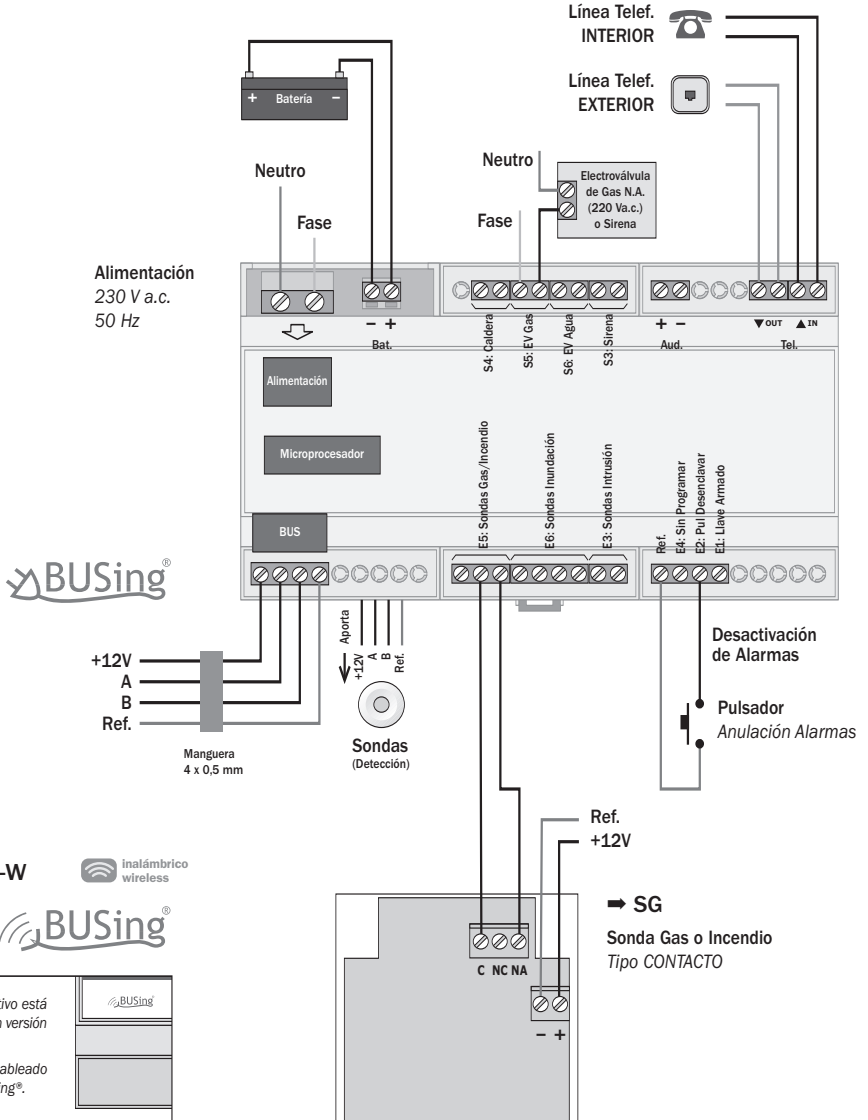 Línea Telef.
INTERIOR
Línea Telef.
EXTERIOR
+ Batería −
Neutro
Fase
Neutro
Fase
Electroválvula
de Gas N.A.
(220 Va.c.)
o Sirena
Alimentación
230 V a.c.
50 Hz
− +
Bat.
S4: Caldera
S5: EV Gas
S6: EV Agua
S3: Sirena
+ −
Aud.
▼OUT ▲IN
Tel.
Alimentación
Microprocesador
BUS
E5: Sondas Gas/Incendio
E6: Sondas Inundación
E3: Sondas Intrusión
Ref.
E4: Sin Programar
E2: Pul Desenclavar
E1: Llave Armado
BUSing®
+12V
A
B
Ref.
Manguera
4 x 0,5 mm
Aporta
+12V
A
B
Ref.
Sondas
(Detección)
Desactivación
de Alarmas
Pulsador
Anulación Alarmas
Ref.
+12V
-W
inalámbrico
wireless
BUSing®
➡ SG
Sonda Gas o Incendio
Tipo CONTACTO
C NC NA
− +
BUSing
tivo está
n versión
ableado
ing®.